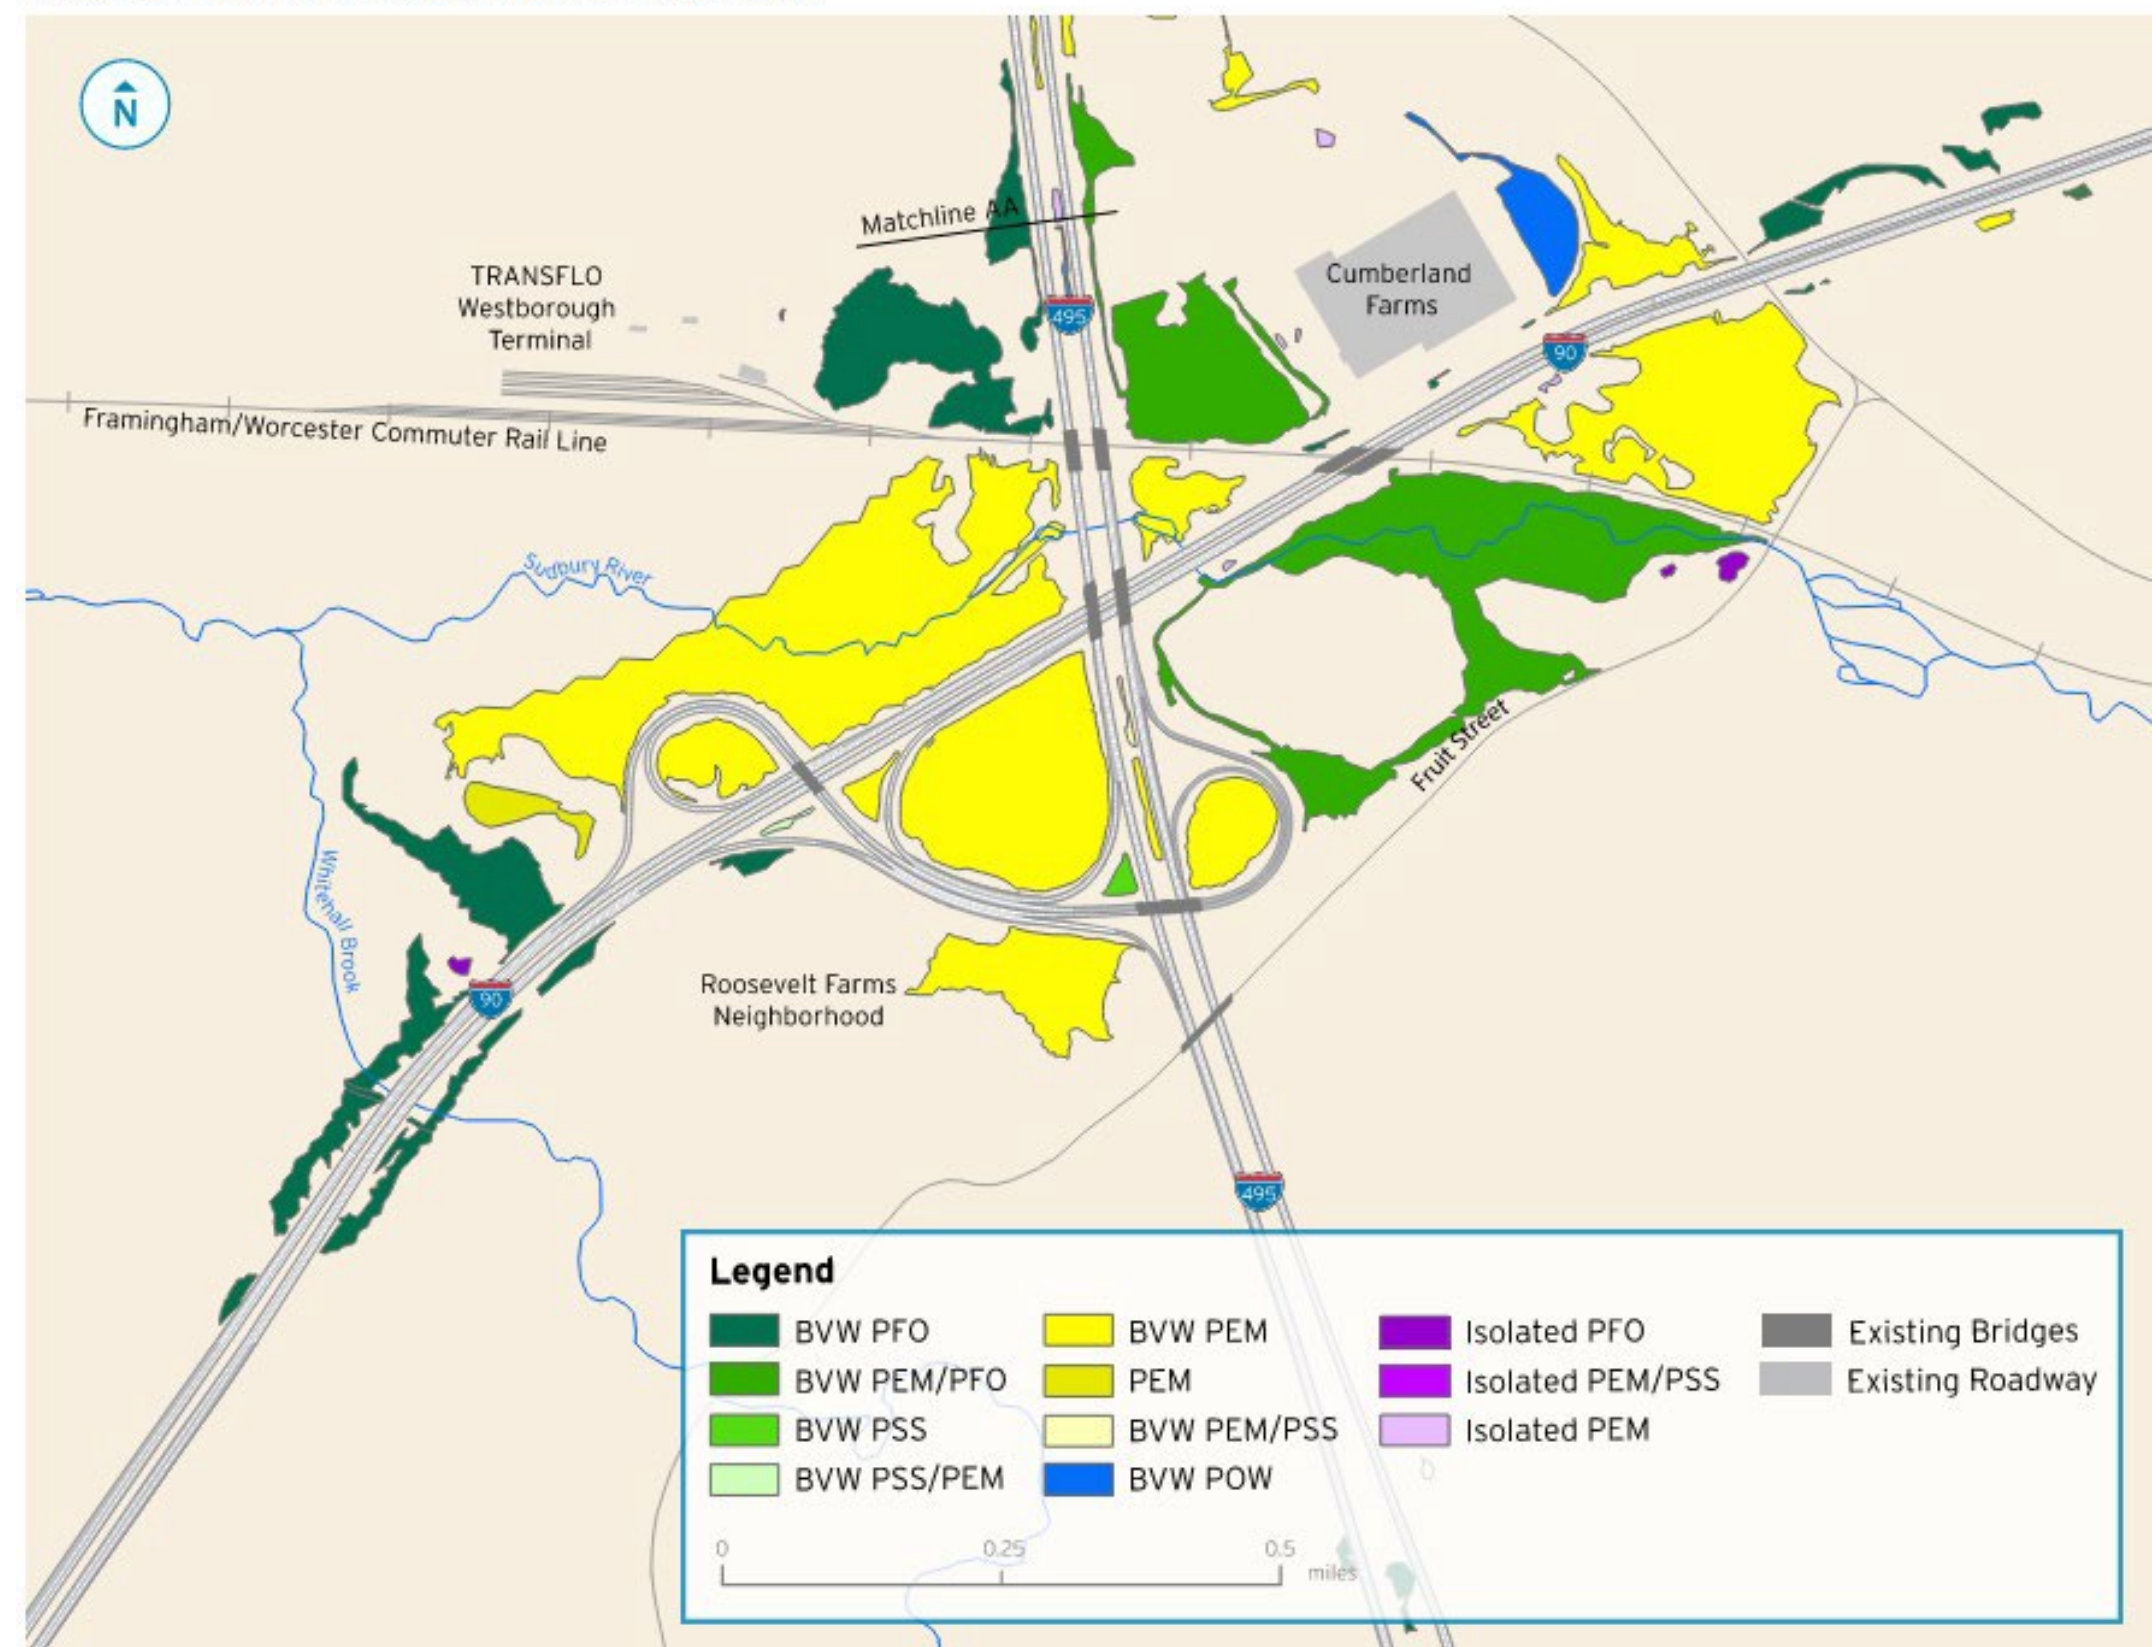 N
Matchline AA
TRANSFLO
Westborough
Terminal
495
Cumberland
Farms
90
Framingham/Worcester Commuter Rail Line
Sudbury River
Fruit Street
Whitehall Brook
90
Roosevelt Farms
Neighborhood
495
Legend
BVW PFO
BVW PEM/PFO
BVW PSS
BVW PSS/PEM
BVW PEM
PEM
BVW PEM/PSS
BVW POW
Isolated PFO
Isolated PEM/PSS
Isolated PEM
Existing Bridges
Existing Roadway
0 0.25 0.5
miles